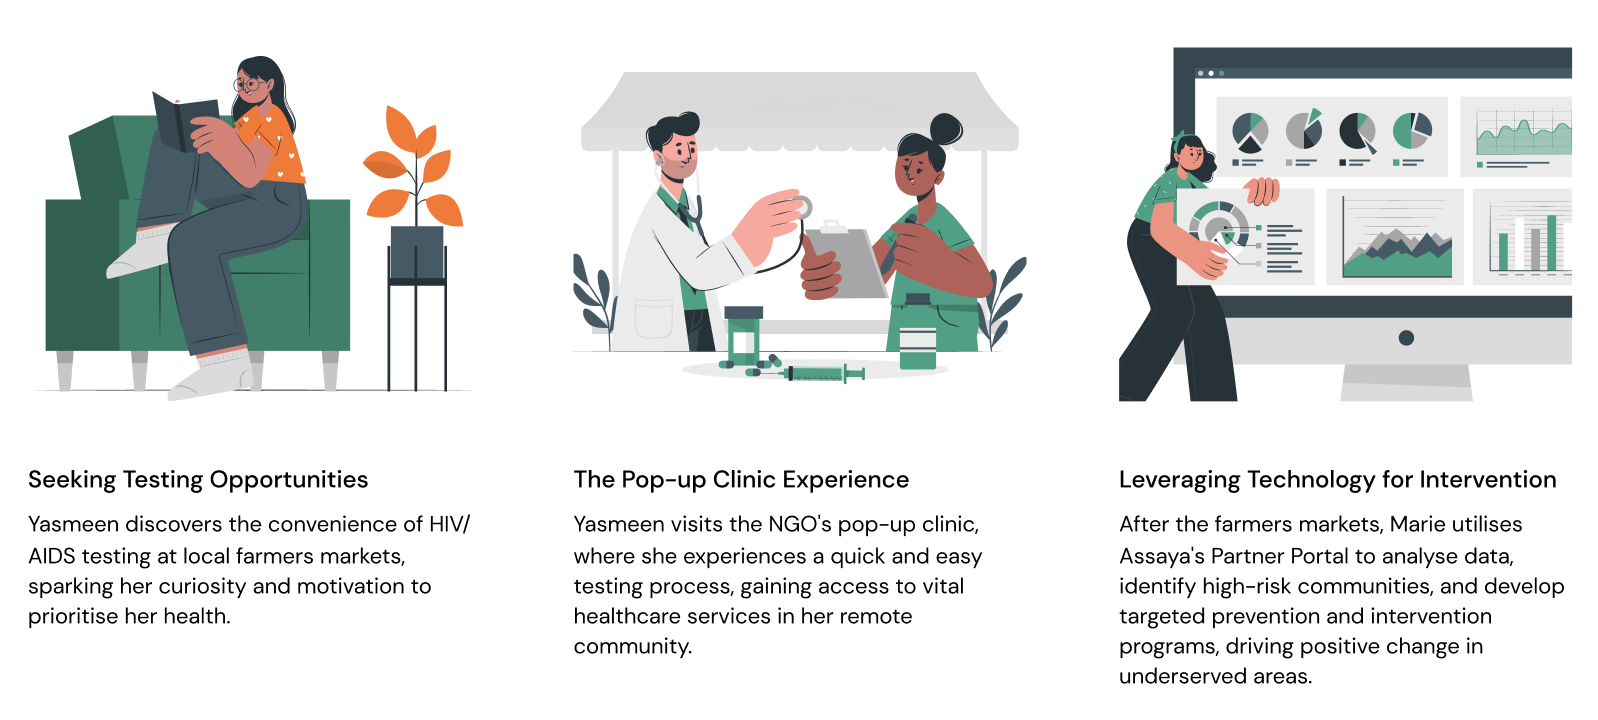 Seeking Testing Opportunities
Yasmeen discovers the convenience of HIV/
AIDS testing at local farmers markets,
sparking her curiosity and motivation to
prioritise her health.
The Pop-up Clinic Experience
Yasmeen visits the NGO's pop-up clinic,
where she experiences a quick and easy
testing process, gaining access to vital
healthcare services in her remote
community.
Leveraging Technology for Intervention
After the farmers markets, Marie utilises
Assaya's Partner Portal to analyse data,
identify high-risk communities, and develop
targeted prevention and intervention
programs, driving positive change in
underserved areas.